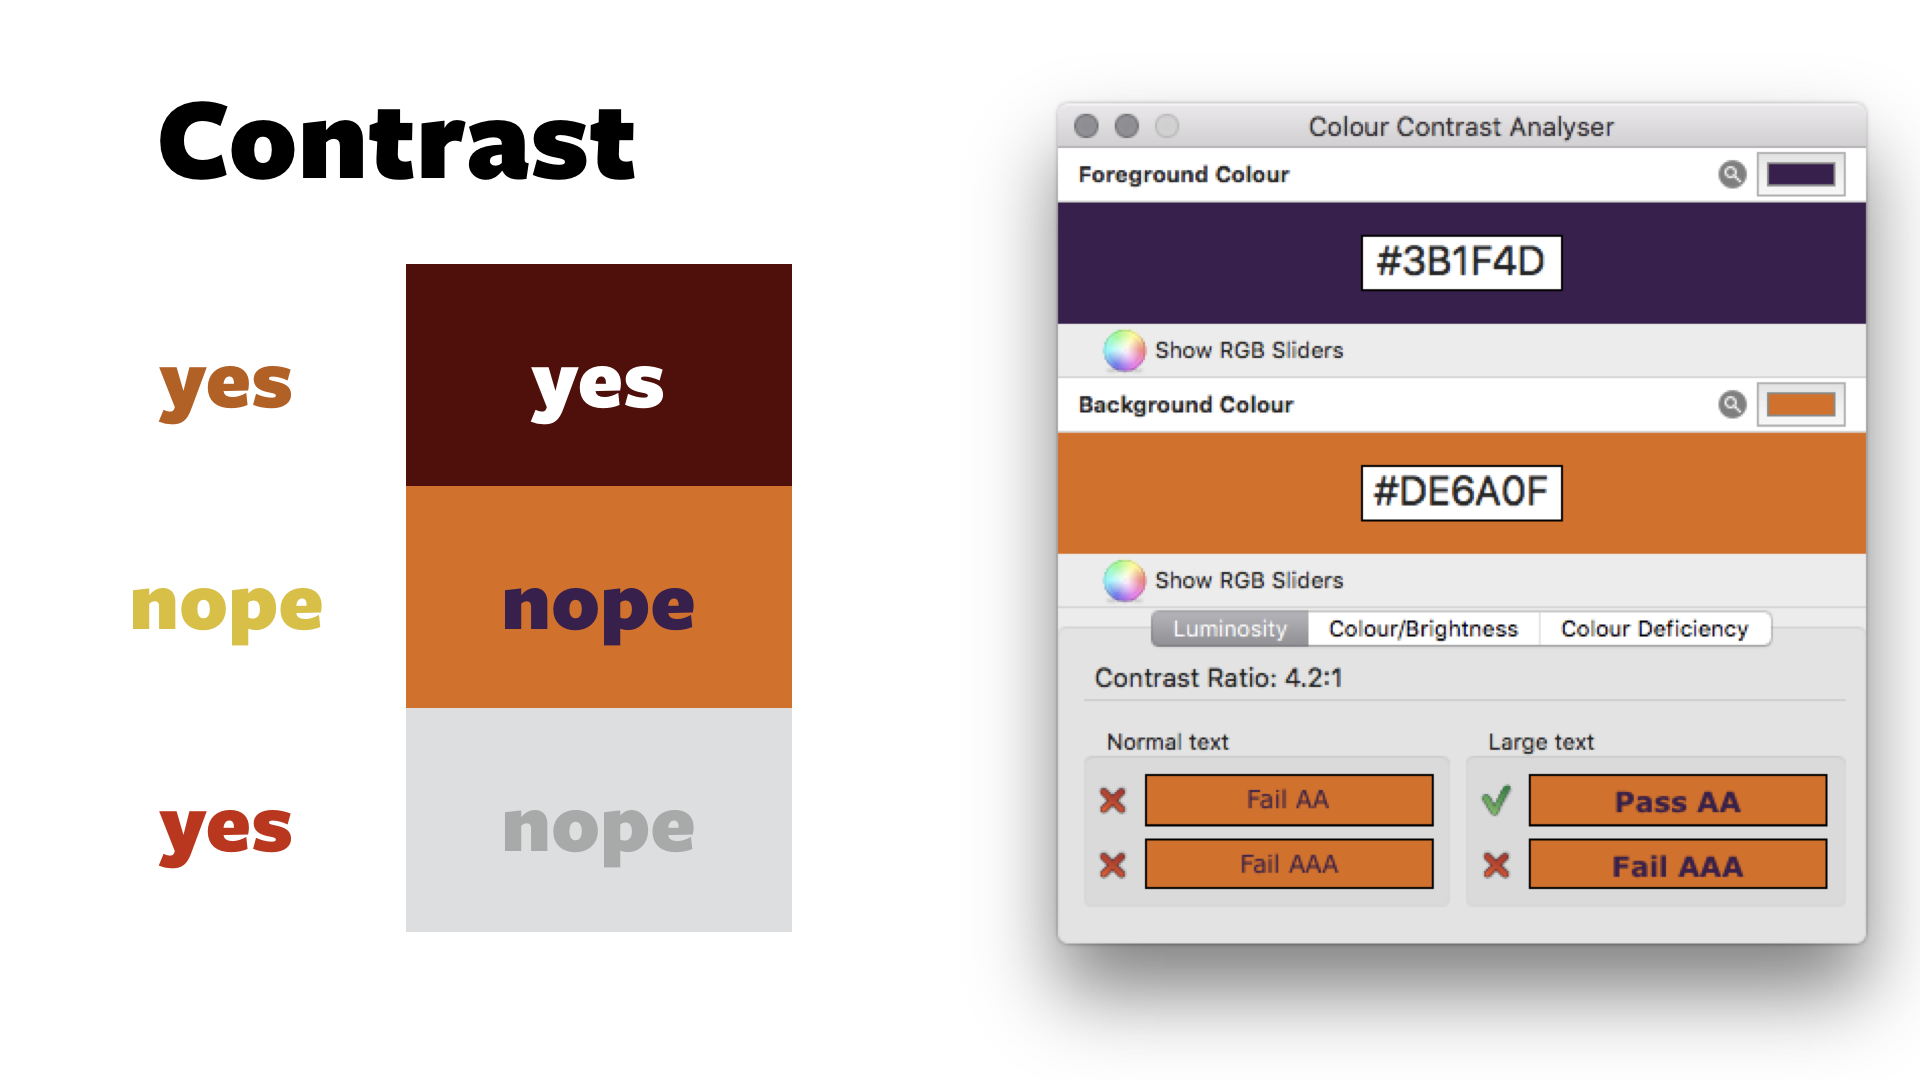 Contrast
yes
yes
nope
nope
yes
nope
Colour Contrast Analyser
Foreground Colour
#3B1F4D
Show RGB Sliders
Background Colour
#DE6A0F
Show RGB Sliders
Luminosity Colour/Brightness Colour Deficiency
Contrast Ratio: 4.2:1
Normal text
Fail AA
Fail AAA
Large text
Pass AA
Fail AAA